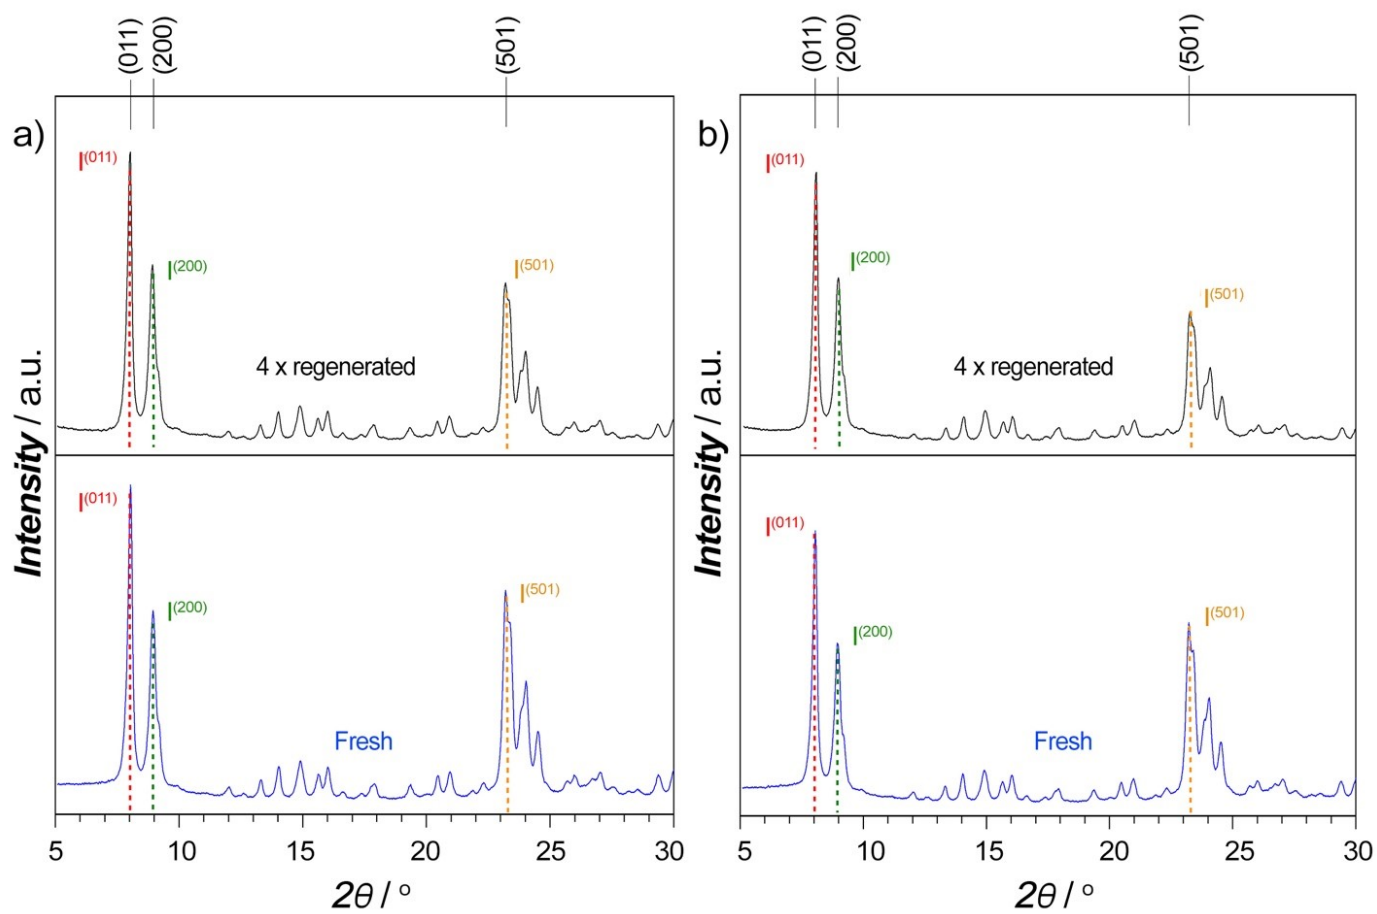 (011)
(200)
(501)
(011)
(200)
(501)
a)
b)
I(011)
I(200)
I(501)
4 x regenerated
I(011)
I(200)
I(501)
4 x regenerated
Intensity / a.u.
Intensity / a.u.
I(011)
I(200)
I(501)
Fresh
I(011)
I(200)
I(501)
Fresh
5 10 15 20 25 30
5 10 15 20 25 30
2θ / °
2θ / °